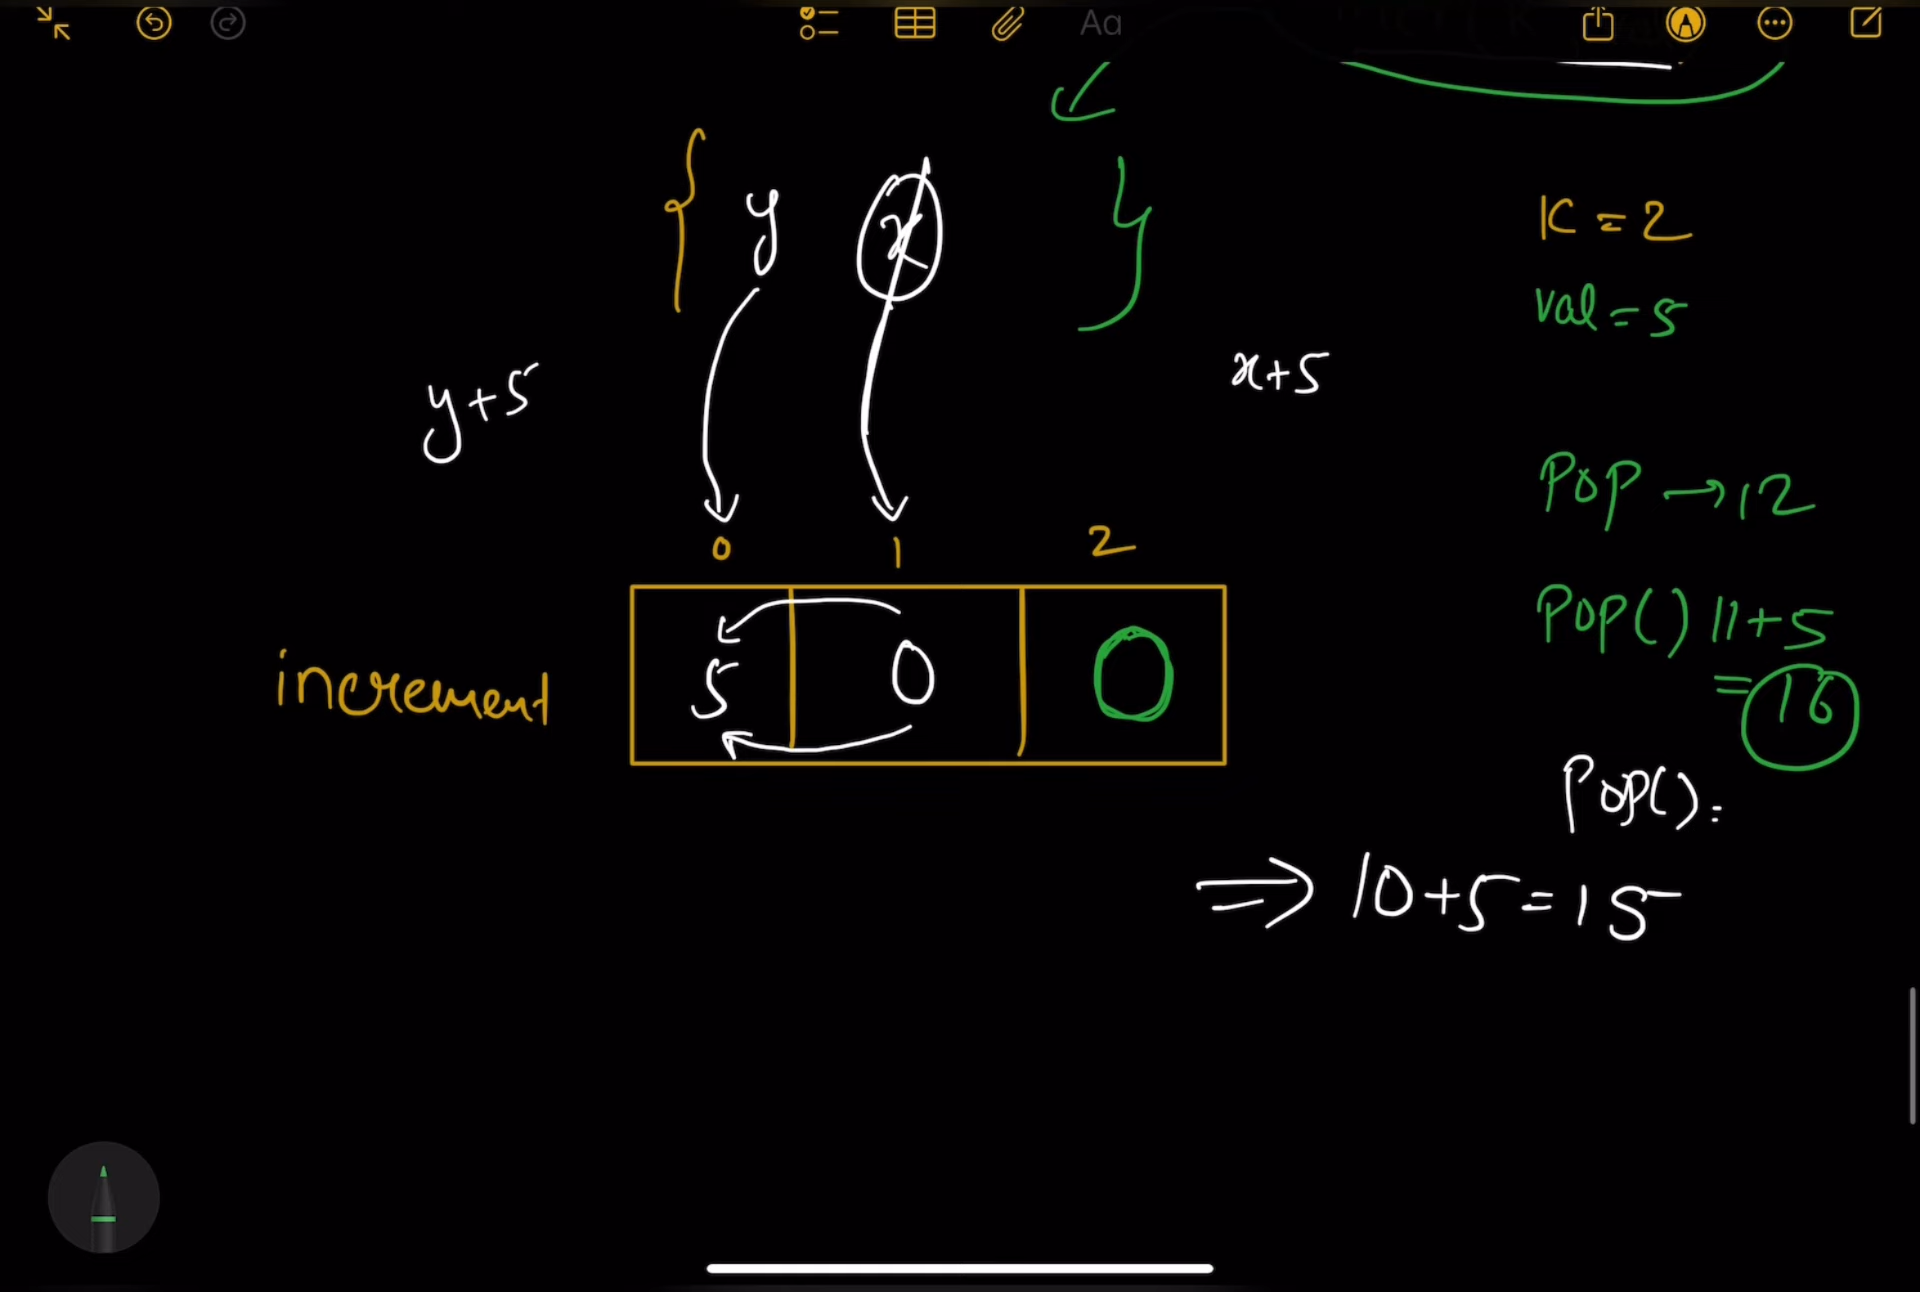 Aa
K = 2
val = 5
y x
y+5
x+5
Pop → 12
0 1 2
Pop() 11+5
= 16
increment 5 0 0
Pop():
⇒ 10+5=15